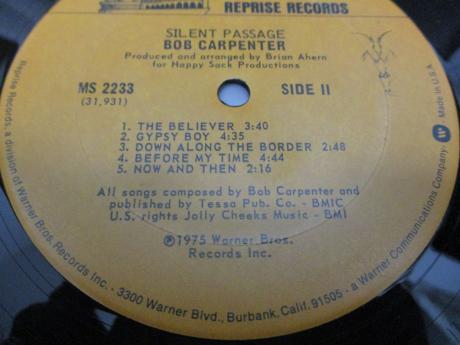 REPRISE RECORDS
SILENT PASSAGE
BOB CARPENTER
Produced and arranged by Brian Ahern
for Happy Sack Productions
MS 2233
(31,931)
SIDE II
1. THE BELIEVER 3:40
2. GYPSY BOY 4:35
3. DOWN ALONG THE BORDER 2:48
4. BEFORE MY TIME 4:44
5. NOW AND THEN 2:16
All songs composed by Bob Carpenter and
published by Tessa Pub. Co. - BMIC
U.S. rights Jolly Cheeks Music - BMI
℗1975 Warner Bros.
Records Inc.
Reprise Records, a division of Warner Bros. Records Inc. · 3300 Warner Blvd., Burbank, Calif. 91505 · a Warner Communications Company · W Made in U.S.A.